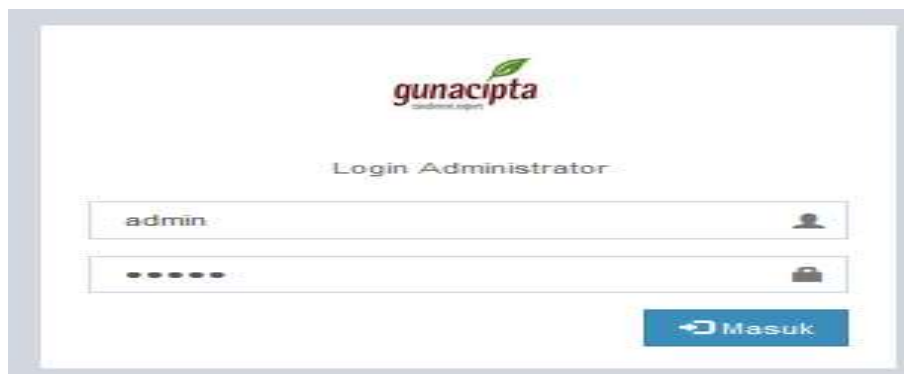 gunacipta
Login Administrator
admin
•••••
Masuk